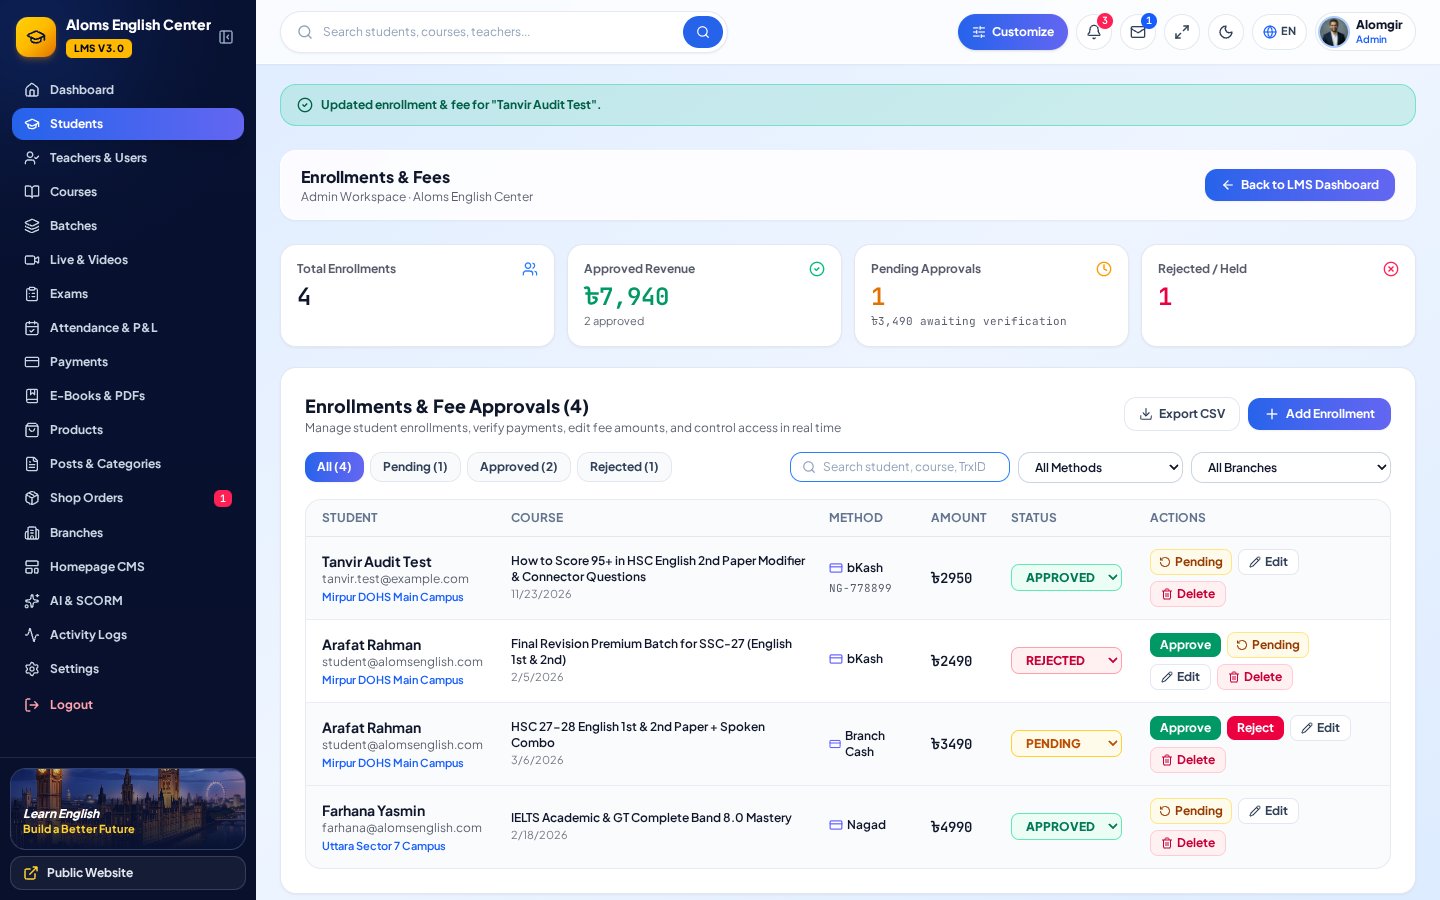 Aloms English Center
LMS V3.0
Search students, courses, teachers...
Customize
3
1
EN
Alomgir
Admin
Dashboard
Students
Teachers & Users
Courses
Batches
Live & Videos
Exams
Attendance & P&L
Payments
E-Books & PDFs
Products
Posts & Categories
Shop Orders
1
Branches
Homepage CMS
AI & SCORM
Activity Logs
Settings
Logout
Learn English
Build a Better Future
Public Website
Updated enrollment & fee for "Tanvir Audit Test".
Enrollments & Fees
Admin Workspace · Aloms English Center
Back to LMS Dashboard
Total Enrollments
4
Approved Revenue
৳7,940
2 approved
Pending Approvals
1
৳3,490 awaiting verification
Rejected / Held
1
Enrollments & Fee Approvals (4)
Manage student enrollments, verify payments, edit fee amounts, and control access in real time
Export CSV
Add Enrollment
All (4)
Pending (1)
Approved (2)
Rejected (1)
Search student, course, TrxID
All Methods
All Branches
STUDENT COURSE METHOD AMOUNT STATUS ACTIONS
Tanvir Audit Test
tanvir.test@example.com
Mirpur DOHS Main Campus
How to Score 95+ in HSC English 2nd Paper Modifier
& Connector Questions
11/23/2026
bKash
NG-778899
৳2950
APPROVED
Pending
Edit
Delete
Arafat Rahman
student@alomsenglish.com
Mirpur DOHS Main Campus
Final Revision Premium Batch for SSC-27 (English
1st & 2nd)
2/5/2026
bKash
৳2490
REJECTED
Approve
Pending
Edit
Delete
Arafat Rahman
student@alomsenglish.com
Mirpur DOHS Main Campus
HSC 27–28 English 1st & 2nd Paper + Spoken
Combo
3/6/2026
Branch
Cash
৳3490
PENDING
Approve
Reject
Edit
Delete
Farhana Yasmin
farhana@alomsenglish.com
Uttara Sector 7 Campus
IELTS Academic & GT Complete Band 8.0 Mastery
2/18/2026
Nagad
৳4990
APPROVED
Pending
Edit
Delete